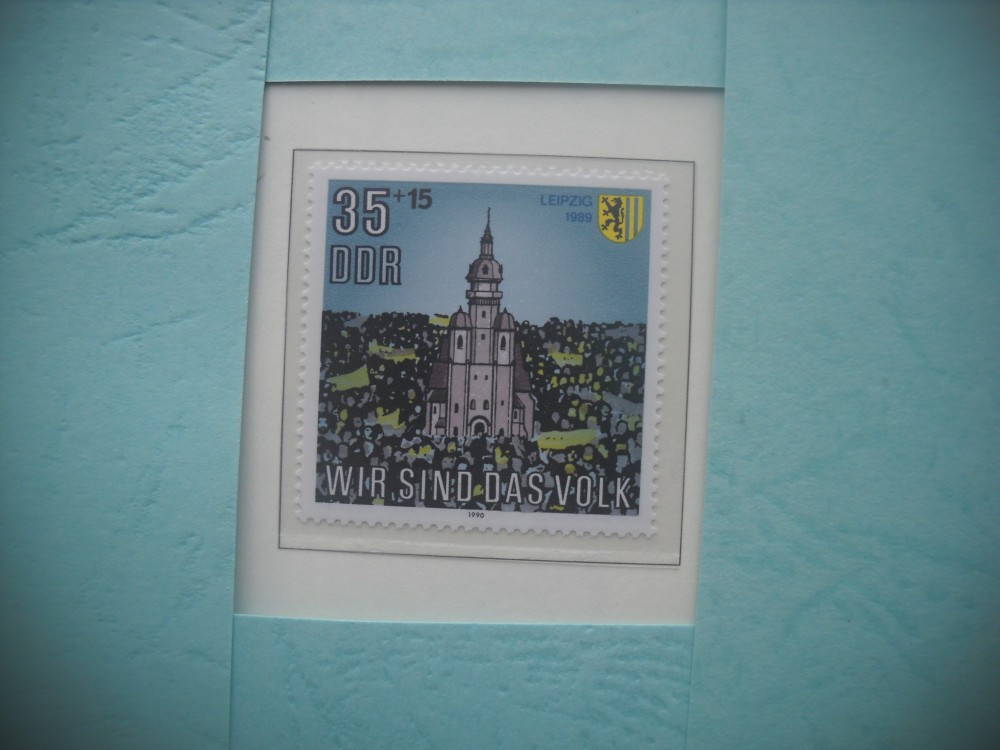 35+15
DDR
LEIPZIG
1989
WIR SIND DAS VOLK
1990